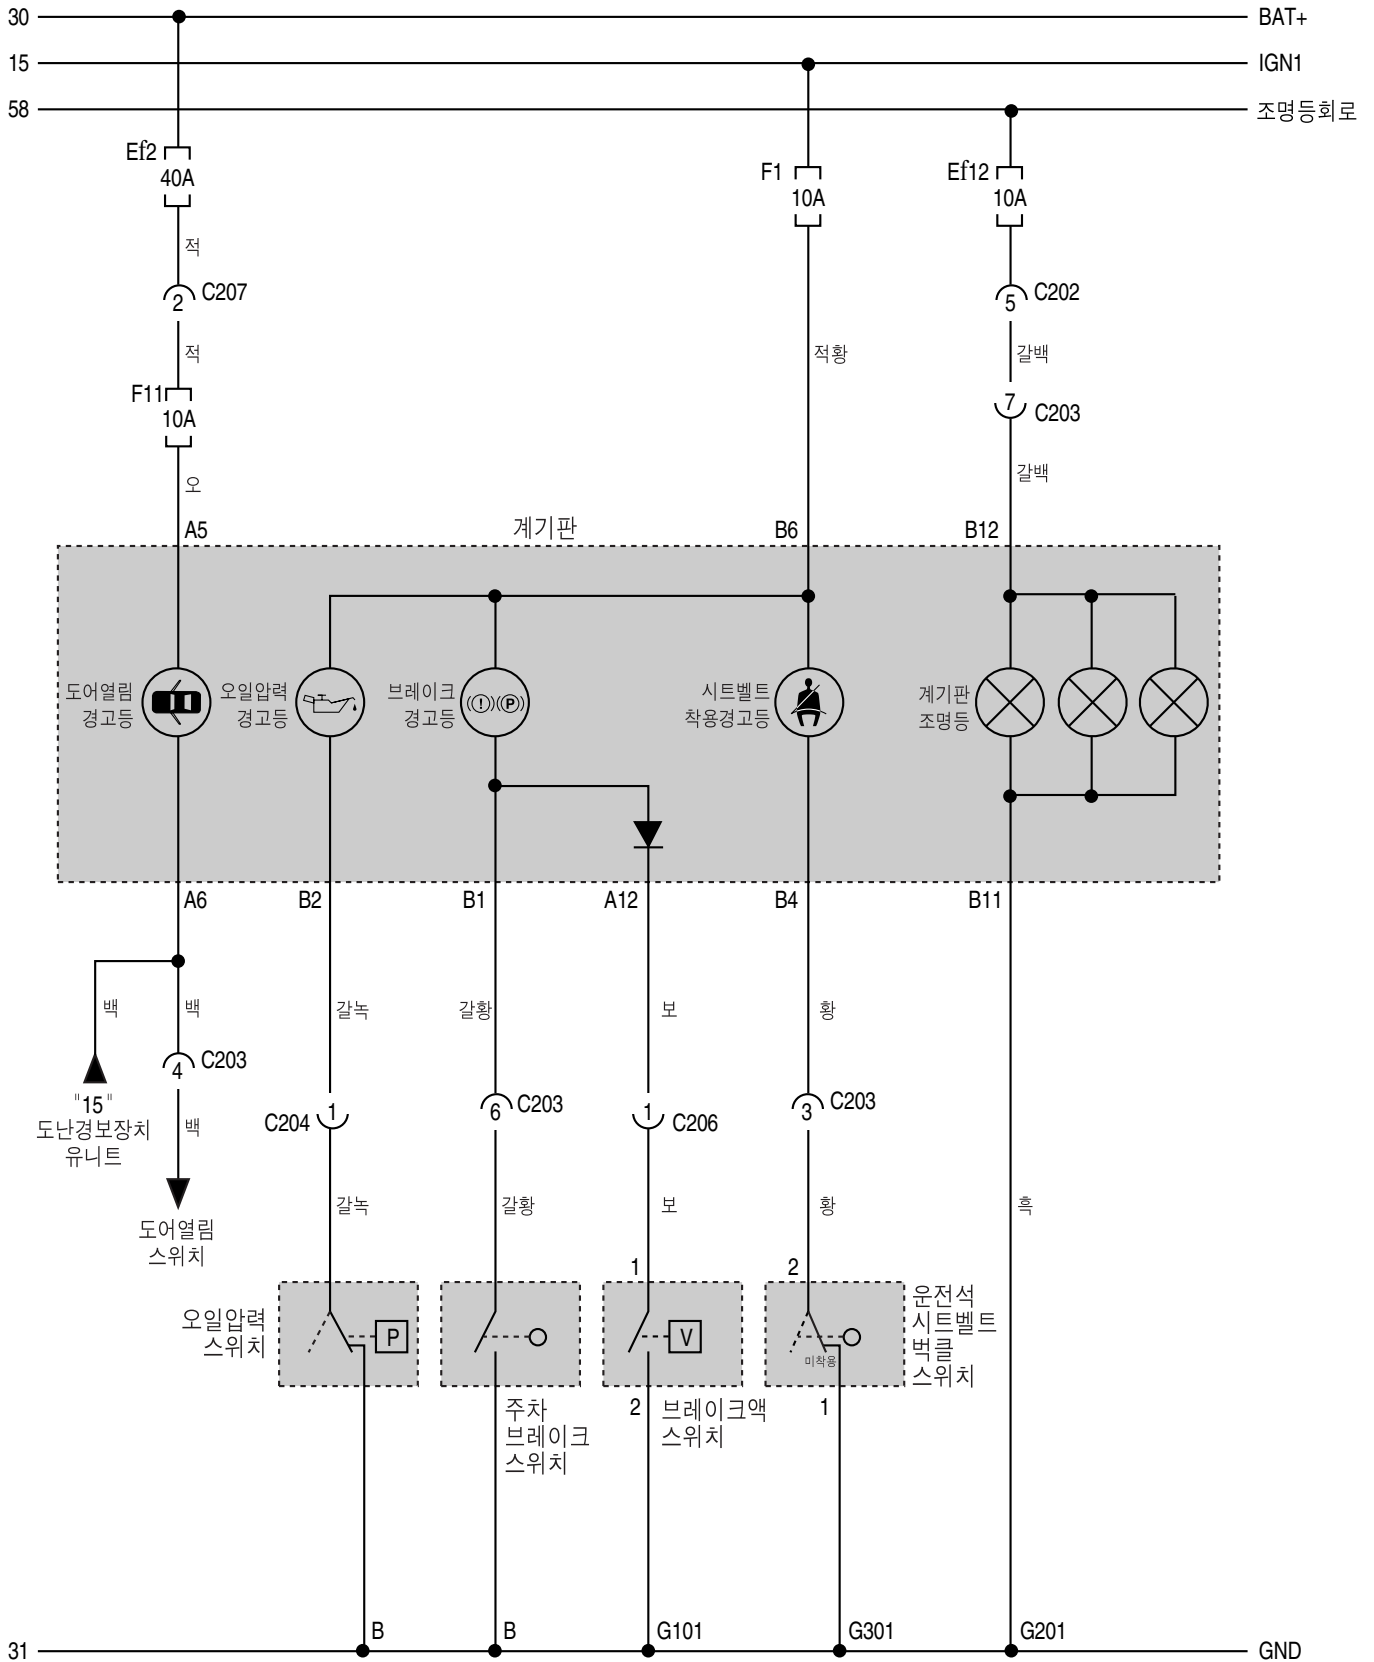 30
BAT+
15
IGN1
58
조명등회로
Ef2
40A
F1
10A
Ef12
10A
적
2
C207
5
C202
적
적황
갈백
F11
10A
7
C203
오
갈백
A5
계기판
B6
B12
도어열림
경고등
오일압력
경고등
브레이크
경고등
(!)
(P)
시트벨트
착용경고등
계기판
조명등
A6
B2
B1
A12
B4
B11
백
백
갈녹
갈황
보
황
4
C203
"15"
도난경보장치
유니트
백
C204
1
6
C203
1
C206
3
C203
갈녹
갈황
보
황
흑
도어열림
스위치
1
2
오일압력
스위치
P
V
미착용
운전석
시트벨트
벅클
스위치
주차
브레이크
스위치
2
브레이크액
스위치
1
B
B
G101
G301
G201
31
GND